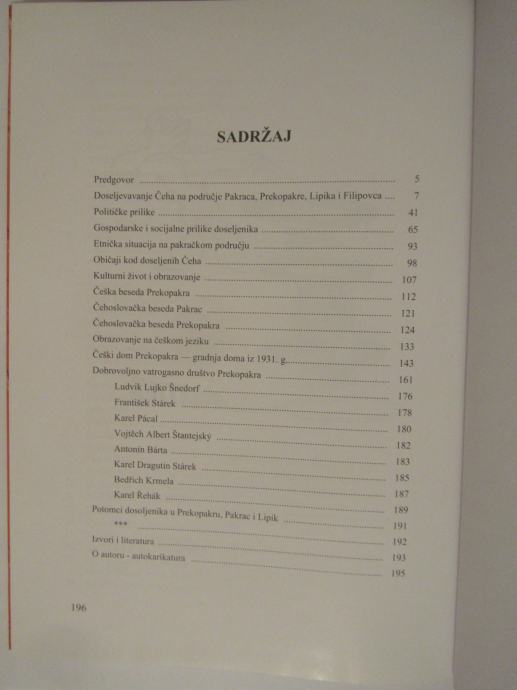 SADRŽAJ
Predgovor 5
Doseljevavanje Čeha na područje Pakraca, Prekopakre, Lipika i Filipovca 7
Političke prilike 41
Gospodarske i socijalne prilike doseljenika 65
Etnička situacija na pakračkom području 93
Običaji kod doseljenih Čeha 98
Kulturni život i obrazovanje 107
Češka beseda Prekopakra 112
Čehoslovačka beseda Pakrac 121
Čehoslovačka beseda Prekopakra 124
Obrazovanje na češkom jeziku 133
Češki dom Prekopakra — gradnja doma iz 1931. g. 143
Dobrovoljno vatrogasno društvo Prekopakra 161
Ludvik Lujko Šnedorf 176
František Stárek 178
Karel Pácal 180
Vojtěch Albert Štantejský 182
Antonín Bárta 183
Karel Dragutin Stárek 185
Bedřich Krmela 187
Karel Řehák 189
Potomci dosoljenika u Prekopakru, Pakrac i Lipik 191
*** 192
Izvori i literatura 193
O autoru - autokarikatura 195
196